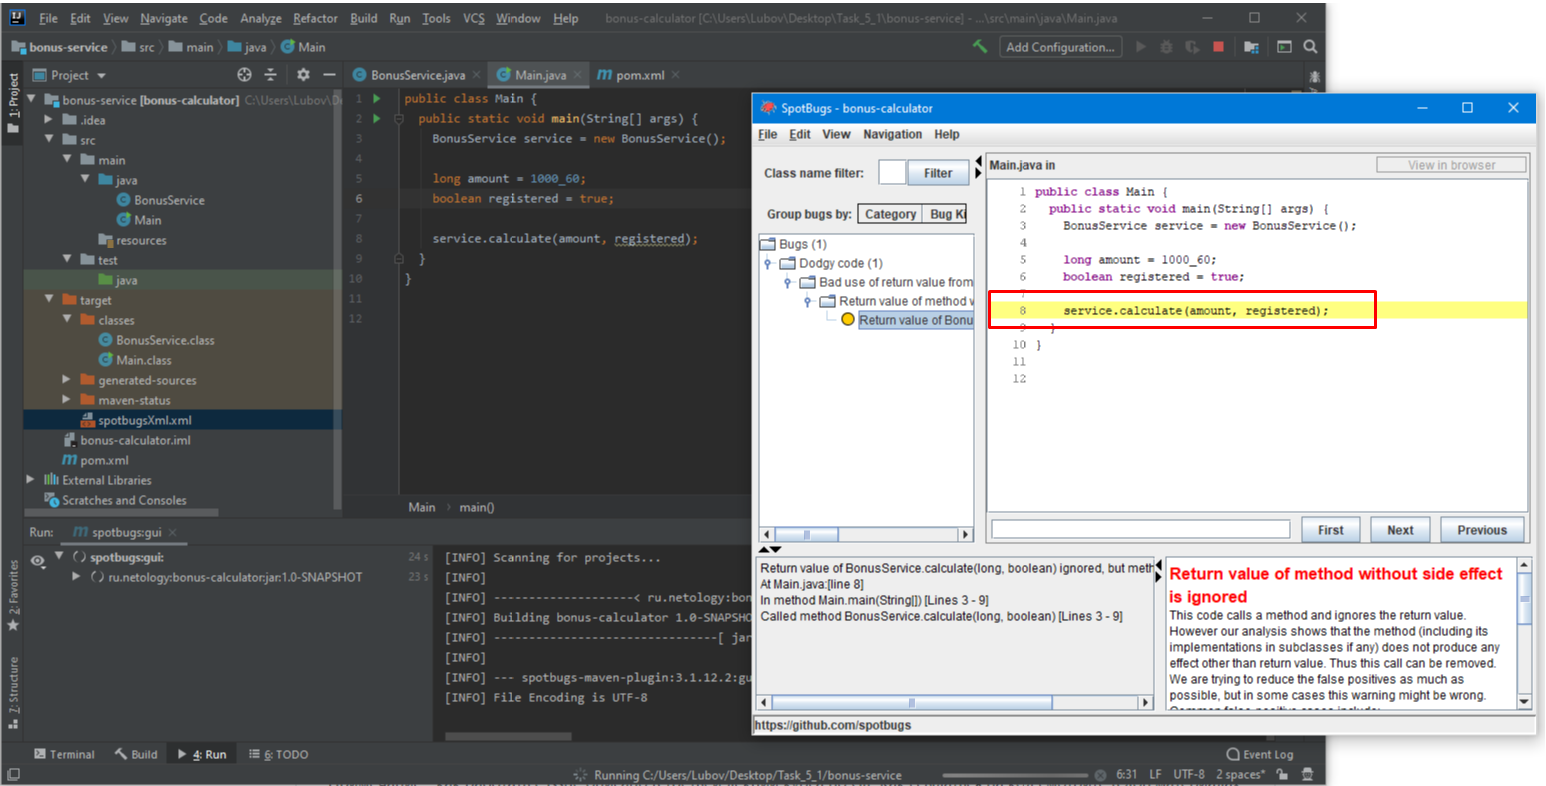 File Edit View Navigate Code Analyze Refactor Build Run Tools VCS Window Help bonus-calculator [C:\Users\Lubov\Desktop\Task_5_1\bonus-service] - ...\src\main\java\Main.java
bonus-service src main java Main Add Configuration...
Project
BonusService.java Main.java pom.xml
1: Project
bonus-service [bonus-calculator] C:\Users\Lubov\D
.idea
src
main
java
BonusService
Main
resources
test
java
target
classes
BonusService.class
Main.class
generated-sources
maven-status
spotbugsXml.xml
bonus-calculator.iml
pom.xml
External Libraries
Scratches and Consoles
1 public class Main {
2 public static void main(String[] args) {
3 BonusService service = new BonusService();
4
5 long amount = 1000_60;
6 boolean registered = true;
7
8 service.calculate(amount, registered);
9 }
10 }
11
12
Main main()
SpotBugs - bonus-calculator
File Edit View Navigation Help
Class name filter: Filter
Group bugs by: Category Bug Ki
Bugs (1)
Dodgy code (1)
Bad use of return value from
Return value of method w
Return value of Bonu
Main.java in View in browser
1 public class Main {
2 public static void main(String[] args) {
3 BonusService service = new BonusService();
4
5 long amount = 1000_60;
6 boolean registered = true;
7
8 service.calculate(amount, registered);
9 }
10 }
11
12
First Next Previous
Return value of BonusService.calculate(long, boolean) ignored, but meth
At Main.java:[line 8]
In method Main.main(String[]) [Lines 3 - 9]
Called method BonusService.calculate(long, boolean) [Lines 3 - 9]
Return value of method without side effect
is ignored
This code calls a method and ignores the return value.
However our analysis shows that the method (including its
implementations in subclasses if any) does not produce any
effect other than return value. Thus this call can be removed.
We are trying to reduce the false positives as much as
possible, but in some cases this warning might be wrong.
Common false-positive cases include:
https://github.com/spotbugs
Run: spotbugs:gui
spotbugs:gui: 24 s
ru.netology:bonus-calculator:jar:1.0-SNAPSHOT 23 s
[INFO] Scanning for projects...
[INFO]
[INFO] --------------------< ru.netology:bon
[INFO] Building bonus-calculator 1.0-SNAPSHO
[INFO] --------------------------------[ jar
[INFO]
[INFO] --- spotbugs-maven-plugin:3.1.12.2:gu
[INFO] File Encoding is UTF-8
2: Favorites
7: Structure
Terminal Build 4: Run 6: TODO Event Log
Running C:/Users/Lubov/Desktop/Task_5_1/bonus-service 6:31 LF UTF-8 2 spaces*